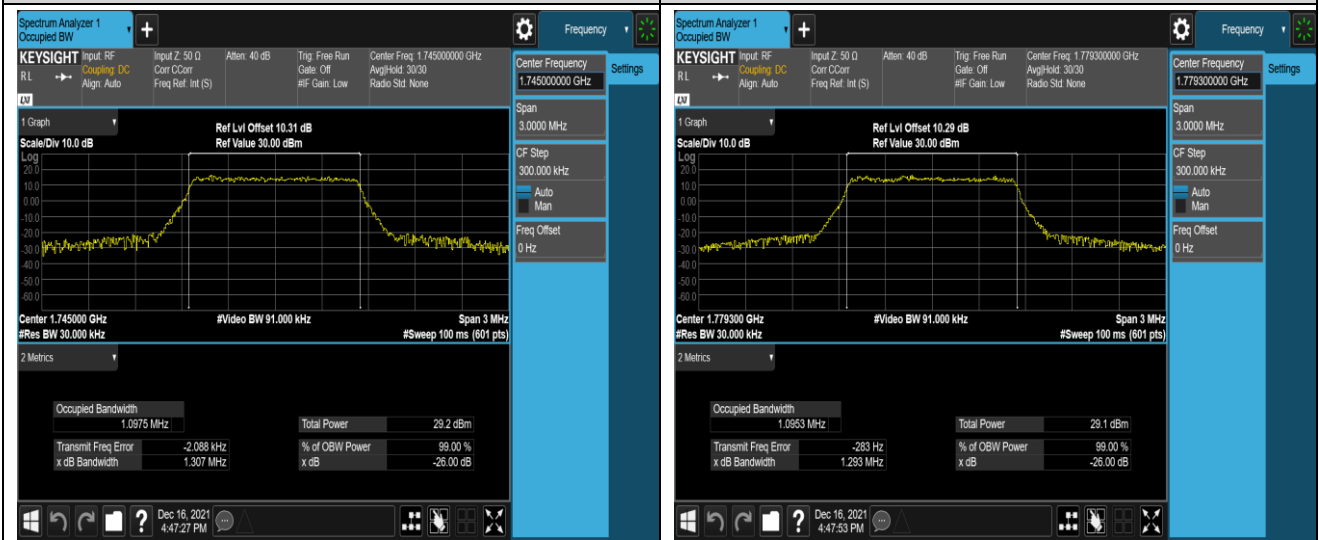 Spectrum Analyzer 1
Occupied BW
+
Frequency
KEYSIGHT
Input: RF
Coupling: DC
Align: Auto
Input Z: 50 Ω
Corr CCorr
Freq Ref: Int (S)
Atten: 40 dB
Trig: Free Run
Gate: Off
#IF Gain: Low
Center Freq: 1.745000000 GHz
Avg|Hold: 30/30
Radio Std: None
RL
LXI
Center Frequency
1.745000000 GHz
Settings
Span
3.0000 MHz
CF Step
300.000 kHz
Auto
Man
Freq Offset
0 Hz
1 Graph
Ref Lvl Offset 10.31 dB
Scale/Div 10.0 dB
Ref Value 30.00 dBm
Log
20.0
10.0
0.00
-10.0
-20.0
-30.0
-40.0
-50.0
-60.0
Center 1.745000 GHz
#Video BW 91.000 kHz
Span 3 MHz
#Res BW 30.000 kHz
#Sweep 100 ms (601 pts)
2 Metrics
Occupied Bandwidth
1.0975 MHz
Total Power 29.2 dBm
Transmit Freq Error -2.088 kHz
% of OBW Power 99.00 %
x dB Bandwidth 1.307 MHz
x dB -26.00 dB
?
Dec 16, 2021
4:47:27 PM
Spectrum Analyzer 1
Occupied BW
+
Frequency
KEYSIGHT
Input: RF
Coupling: DC
Align: Auto
Input Z: 50 Ω
Corr CCorr
Freq Ref: Int (S)
Atten: 40 dB
Trig: Free Run
Gate: Off
#IF Gain: Low
Center Freq: 1.779300000 GHz
Avg|Hold: 30/30
Radio Std: None
RL
LXI
Center Frequency
1.779300000 GHz
Settings
Span
3.0000 MHz
CF Step
300.000 kHz
Auto
Man
Freq Offset
0 Hz
1 Graph
Ref Lvl Offset 10.29 dB
Scale/Div 10.0 dB
Ref Value 30.00 dBm
Log
20.0
10.0
0.00
-10.0
-20.0
-30.0
-40.0
-50.0
-60.0
Center 1.779300 GHz
#Video BW 91.000 kHz
Span 3 MHz
#Res BW 30.000 kHz
#Sweep 100 ms (601 pts)
2 Metrics
Occupied Bandwidth
1.0953 MHz
Total Power 29.1 dBm
Transmit Freq Error -283 Hz
% of OBW Power 99.00 %
x dB Bandwidth 1.293 MHz
x dB -26.00 dB
?
Dec 16, 2021
4:47:53 PM